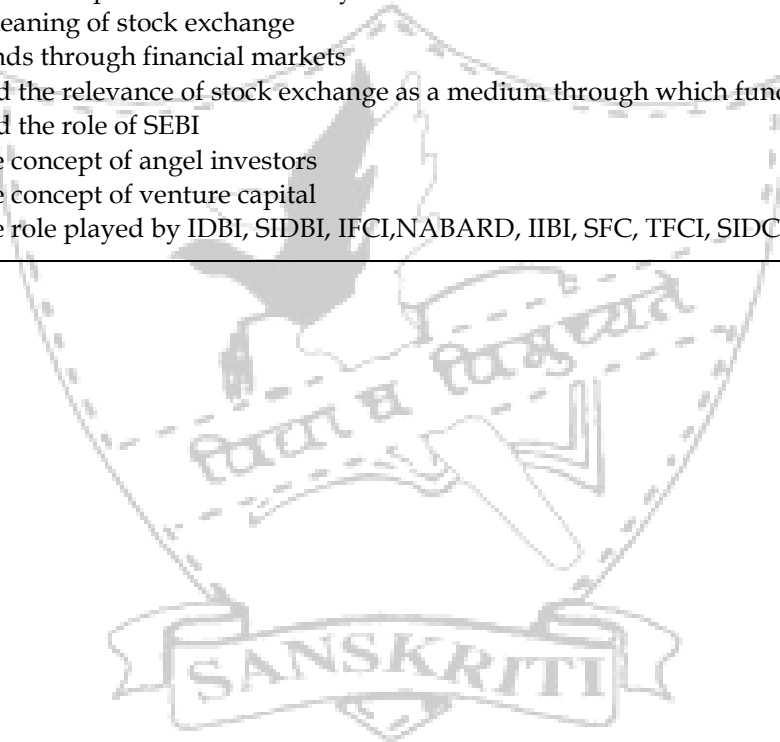 eaning of stock exchange
nds through financial markets
d the relevance of stock exchange as a medium through which func
d the role of SEBI
e concept of angel investors
e concept of venture capital
e role played by IDBI, SIDBI, IFCI,NABARD, IIBI, SFC, TFCI, SIDC
विद्या च विमुच्यते
SANSKRITI